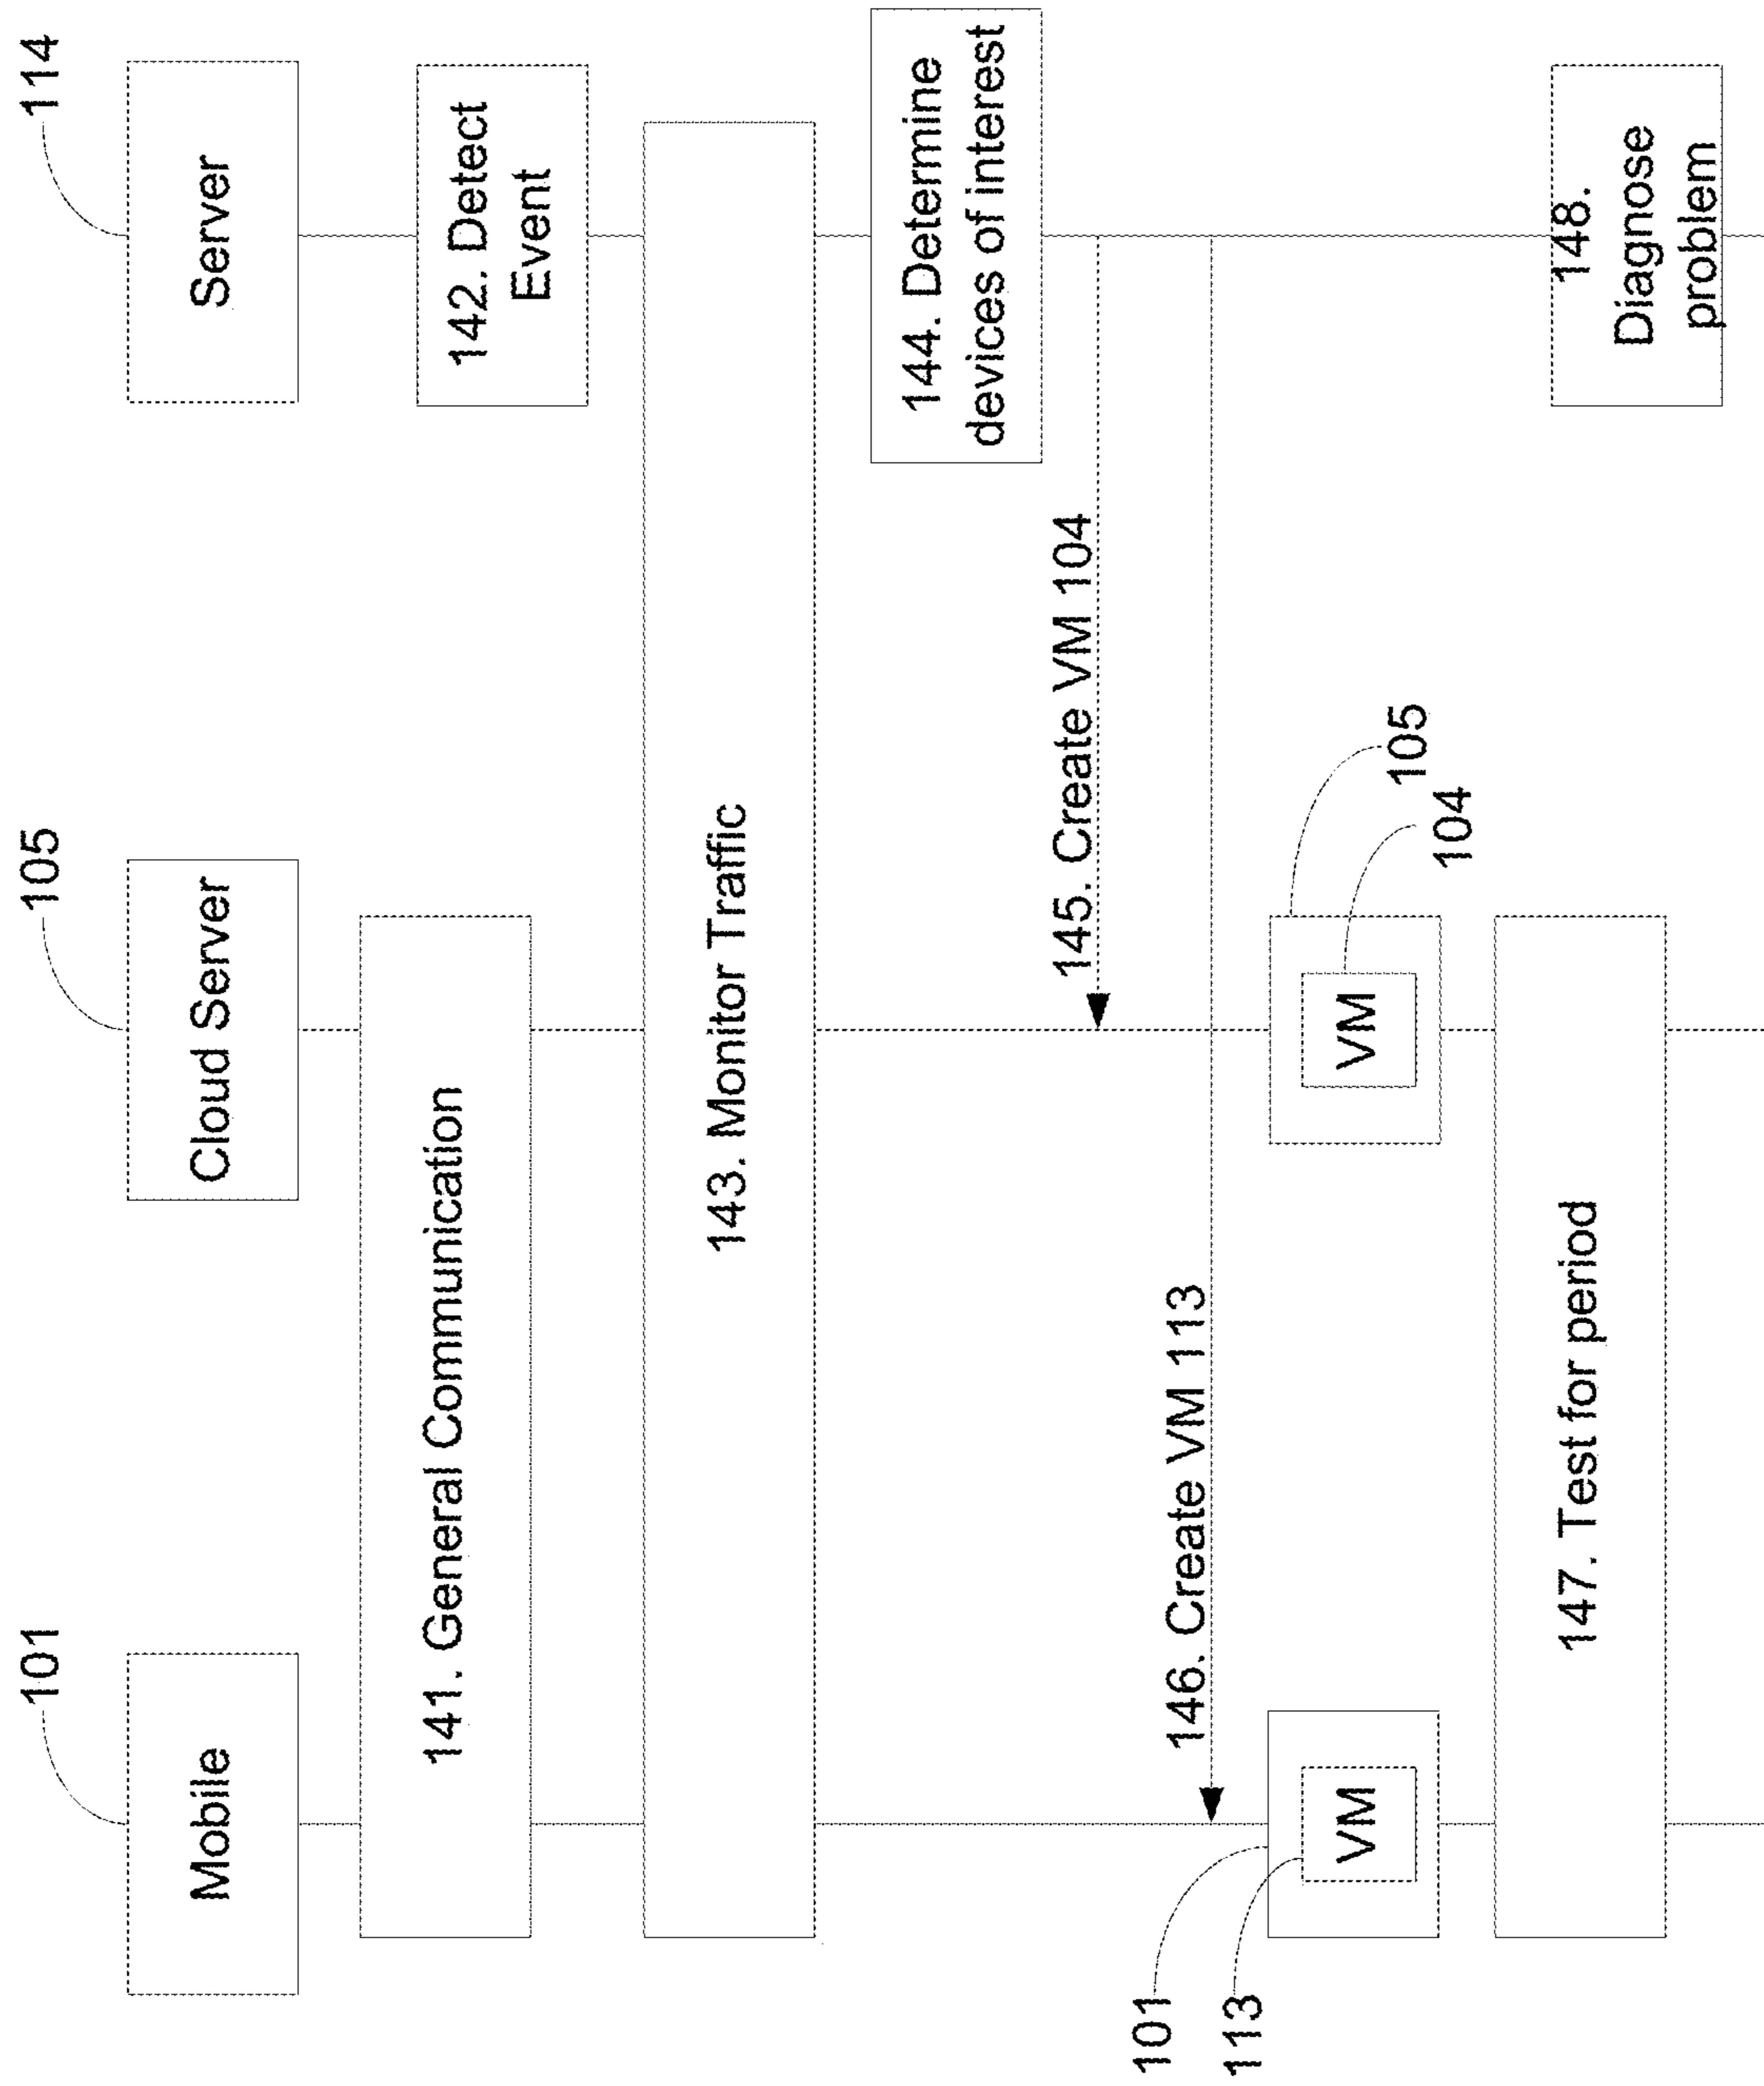 101
105
114
Mobile
Cloud Server
Server
141. General Communication
142. Detect
Event
143. Monitor Traffic
144. Determine
devices of interest
145. Create VM 104
146. Create VM 113
101
113
VM
VM
105
104
147. Test for period
148.
Diagnose
problem